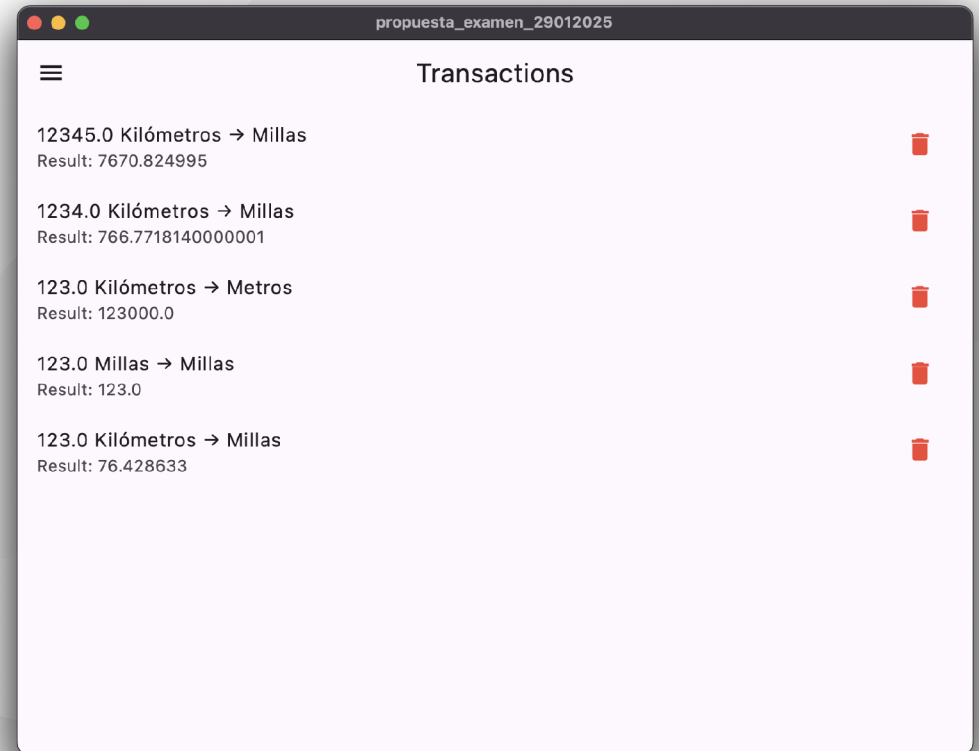 propuesta_examen_29012025
Transactions
12345.0 Kilómetros → Millas
Result: 7670.824995
1234.0 Kilómetros → Millas
Result: 766.7718140000001
123.0 Kilómetros → Metros
Result: 123000.0
123.0 Millas → Millas
Result: 123.0
123.0 Kilómetros → Millas
Result: 76.428633